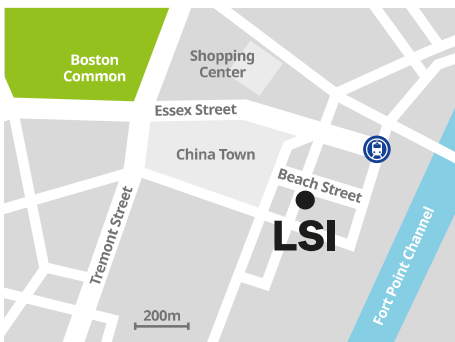 Boston
Common
Shopping
Center
Essex Street
China Town
Beach Street
LSI
Tremont Street
Fort Point Channel
200m